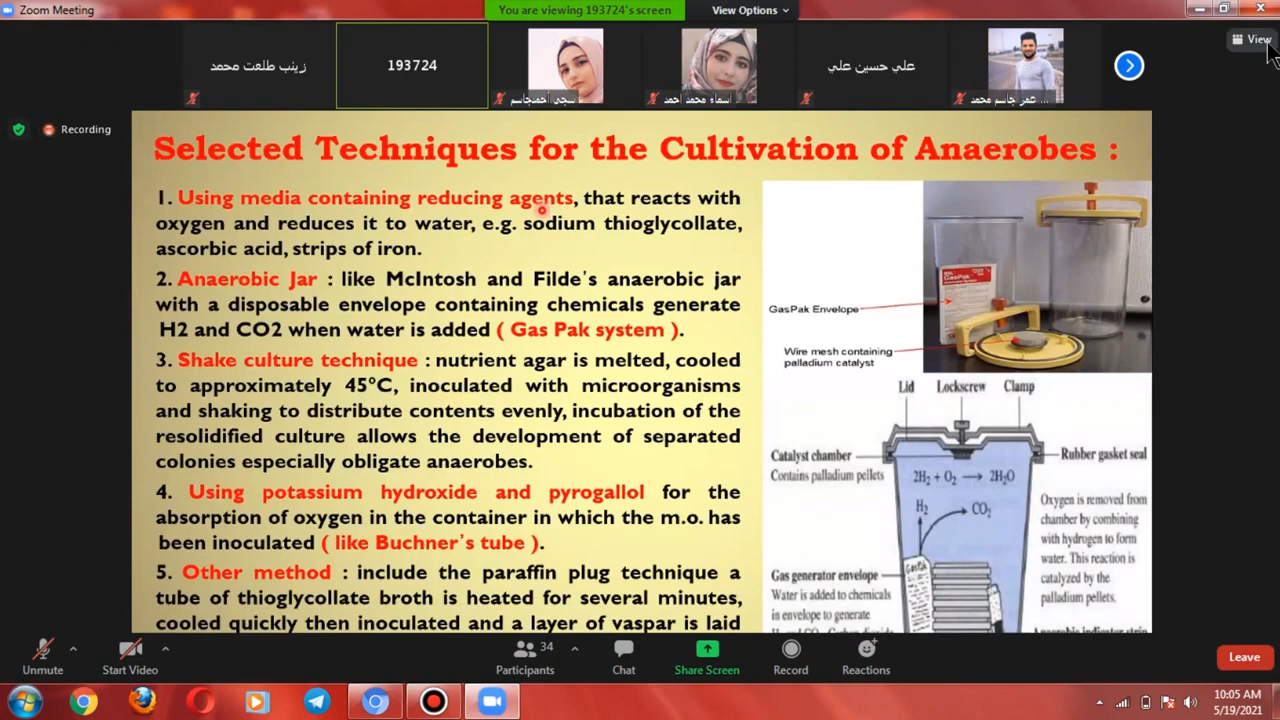 Zoom Meeting
You are viewing 193724's screen
View Options
View
زينب طلعت محمد
193724
سجى أحمدجاسم
اسماء محمد احمد
علي حسين علي
عمر جاسم محمد ...
Recording
Selected Techniques for the Cultivation of Anaerobes :
1. Using media containing reducing agents, that reacts with
oxygen and reduces it to water, e.g. sodium thioglycollate,
ascorbic acid, strips of iron.
2. Anaerobic Jar : like McIntosh and Filde's anaerobic jar
with a disposable envelope containing chemicals generate
H2 and CO2 when water is added ( Gas Pak system ).
3. Shake culture technique : nutrient agar is melted, cooled
to approximately 45°C, inoculated with microorganisms
and shaking to distribute contents evenly, incubation of the
resolidified culture allows the development of separated
colonies especially obligate anaerobes.
4. Using potassium hydroxide and pyrogallol for the
absorption of oxygen in the container in which the m.o. has
been inoculated ( like Buchner's tube ).
5. Other method : include the paraffin plug technique a
tube of thioglycollate broth is heated for several minutes,
cooled quickly then inoculated and a layer of vaspar is laid
GasPak
GasPak Envelope
Wire mesh containing
palladium catalyst
Lid Lockscrew Clamp
Catalyst chamber
Contains palladium pellets
Rubber gasket seal
2H₂ + O₂ → 2H₂O
H₂ CO₂
Oxygen is removed from
chamber by combining
with hydrogen to form
water. This reaction is
catalyzed by the
palladium pellets.
Gas generator envelope
Water is added to chemicals
in envelope to generate
Anaerobic indicator strip
Unmute
Start Video
Participants
34
Chat
Share Screen
Record
Reactions
Leave
10:05 AM
5/19/2021